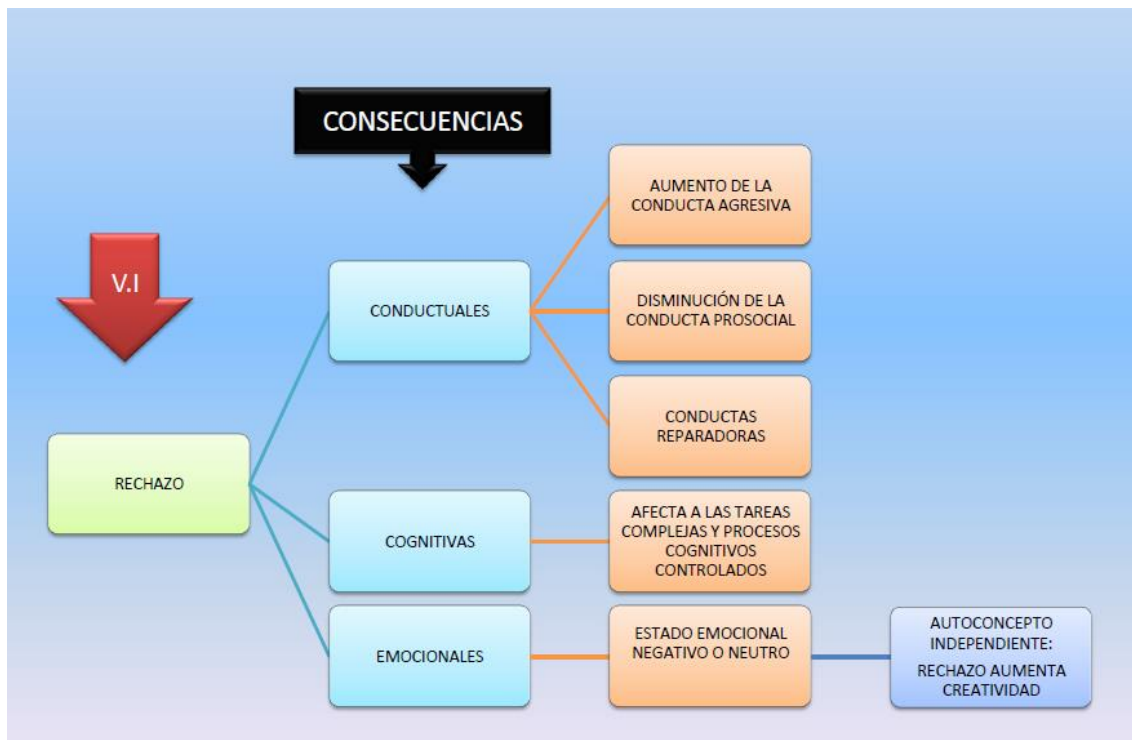 CONSECUENCIAS
V.I
RECHAZO
CONDUCTUALES
AUMENTO DE LA
CONDUCTA AGRESIVA
DISMINUCIÓN DE LA
CONDUCTA PROSOCIAL
CONDUCTAS
REPARADORAS
COGNITIVAS
AFECTA A LAS TAREAS
COMPLEJAS Y PROCESOS
COGNITIVOS
CONTROLADOS
EMOCIONALES
ESTADO EMOCIONAL
NEGATIVO O NEUTRO
AUTOCONCEPTO
INDEPENDIENTE:
RECHAZO AUMENTA
CREATIVIDAD